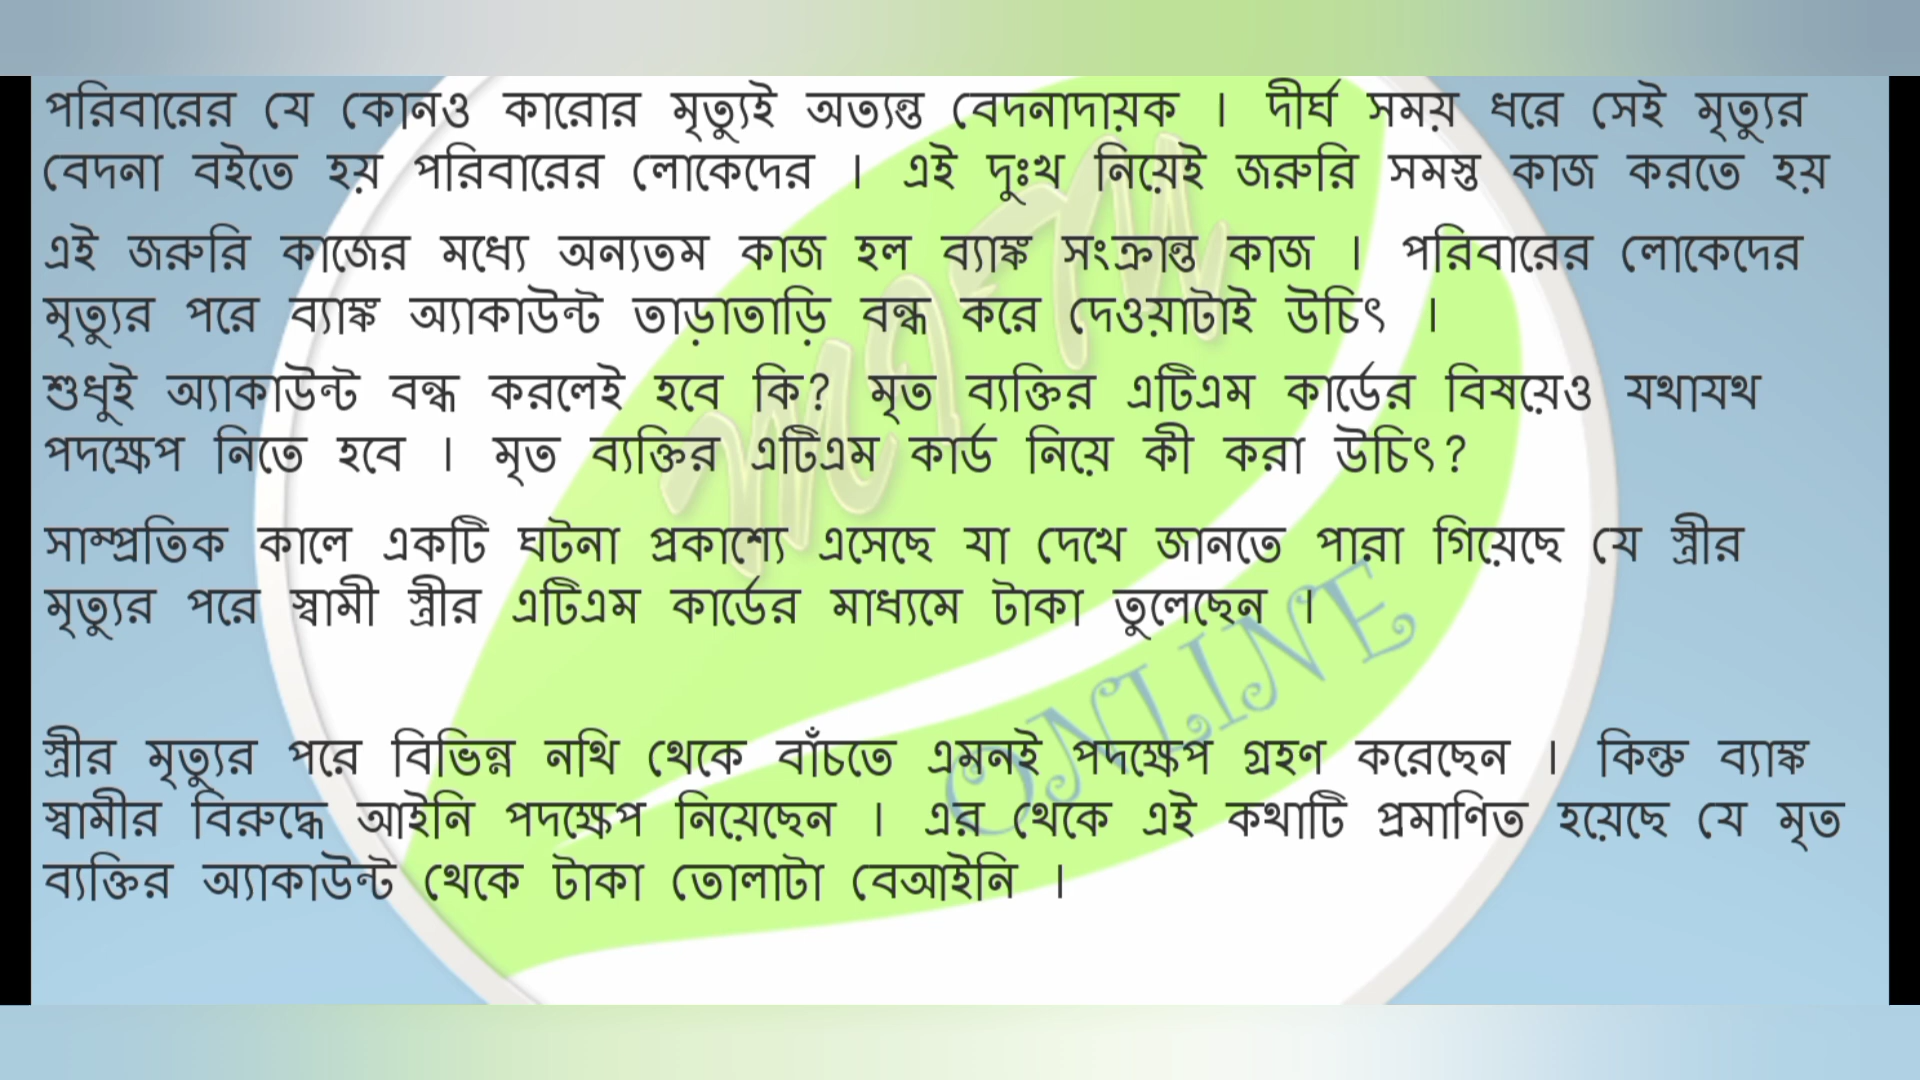 পরিবারের যে কোনও কারোর মৃত্যুই অত্যন্ত বেদনাদায়ক । দীর্ঘ সময় ধরে সেই মৃত্যুর
বেদনা বইতে হয় পরিবারের লোকেদের । এই দুঃখ নিয়েই জরুরি সমস্ত কাজ করতে হয়
এই জরুরি কাজের মধ্যে অন্যতম কাজ হল ব্যাঙ্ক সংক্রান্ত কাজ । পরিবারের লোকেদের
মৃত্যুর পরে ব্যাঙ্ক অ্যাকাউন্ট তাড়াতাড়ি বন্ধ করে দেওয়াটাই উচিৎ ।
শুধুই অ্যাকাউন্ট বন্ধ করলেই হবে কি? মৃত ব্যক্তির এটিএম কার্ডের বিষয়েও যথাযথ
পদক্ষেপ নিতে হবে । মৃত ব্যক্তির এটিএম কার্ড নিয়ে কী করা উচিৎ?
সাম্প্রতিক কালে একটি ঘটনা প্রকাশ্যে এসেছে যা দেখে জানতে পারা গিয়েছে যে স্ত্রীর
মৃত্যুর পরে স্বামী স্ত্রীর এটিএম কার্ডের মাধ্যমে টাকা তুলেছেন ।
স্ত্রীর মৃত্যুর পরে বিভিন্ন নথি থেকে বাঁচতে এমনই পদক্ষেপ গ্রহণ করেছেন । কিন্তু ব্যাঙ্ক
স্বামীর বিরুদ্ধে আইনি পদক্ষেপ নিয়েছেন । এর থেকে এই কথাটি প্রমাণিত হয়েছে যে মৃত
ব্যক্তির অ্যাকাউন্ট থেকে টাকা তোলাটা বেআইনি ।
ONLINE